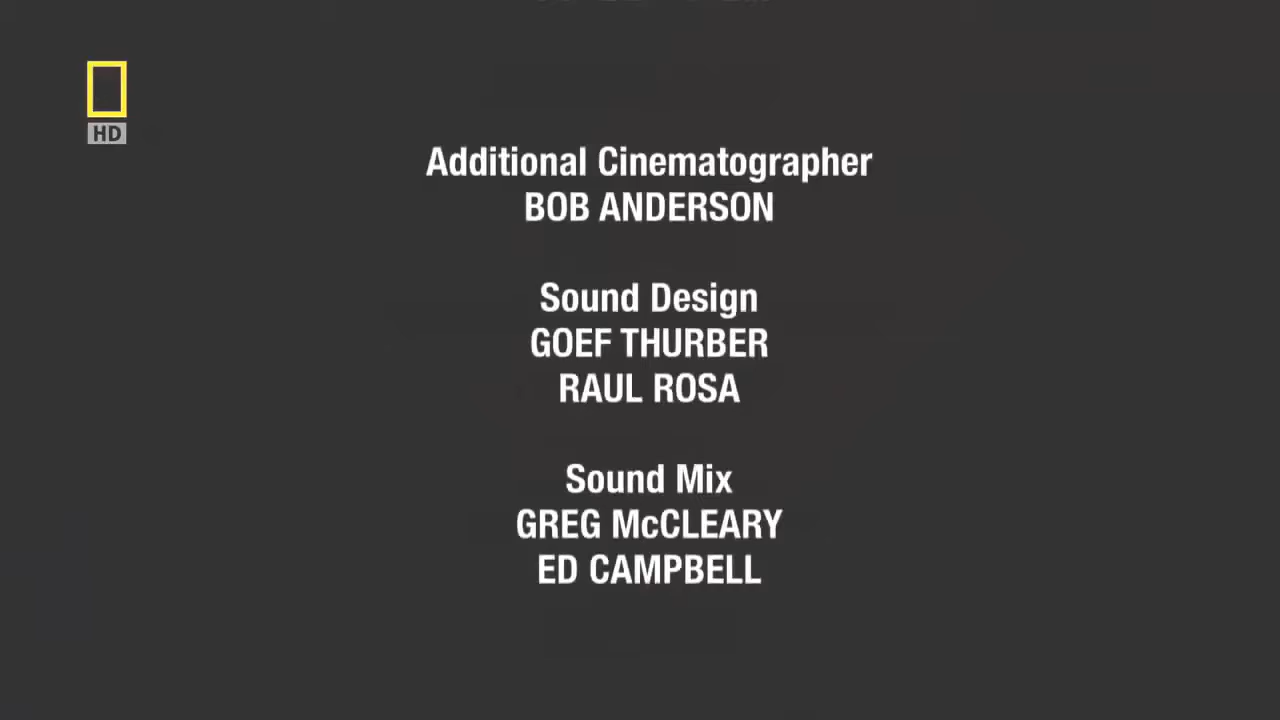 HD
Additional Cinematographer
BOB ANDERSON
Sound Design
GOEF THURBER
RAUL ROSA
Sound Mix
GREG McCLEARY
ED CAMPBELL